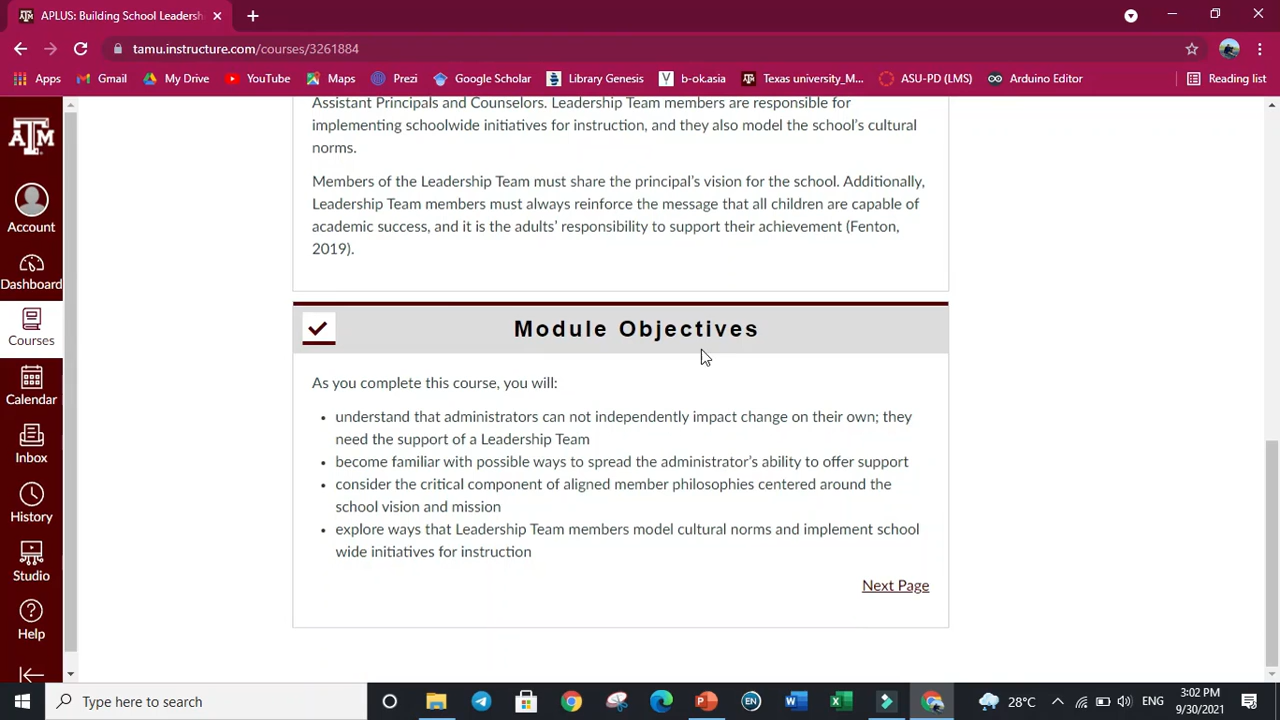 APLUS: Building School Leadersh
tamu.instructure.com/courses/3261884
Apps Gmail My Drive YouTube Maps Prezi Google Scholar Library Genesis b-ok.asia Texas university_M... ASU-PD (LMS) Arduino Editor Reading list
ATM
Account
Dashboard
Courses
Calendar
Inbox
History
Studio
Help
Assistant Principals and Counselors. Leadership Team members are responsible for
implementing schoolwide initiatives for instruction, and they also model the school's cultural
norms.
Members of the Leadership Team must share the principal's vision for the school. Additionally,
Leadership Team members must always reinforce the message that all children are capable of
academic success, and it is the adults' responsibility to support their achievement (Fenton,
2019).
Module Objectives
As you complete this course, you will:
• understand that administrators can not independently impact change on their own; they
need the support of a Leadership Team
• become familiar with possible ways to spread the administrator's ability to offer support
• consider the critical component of aligned member philosophies centered around the
school vision and mission
• explore ways that Leadership Team members model cultural norms and implement school
wide initiatives for instruction
Next Page
Type here to search
EN
28°C
ENG
3:02 PM
9/30/2021